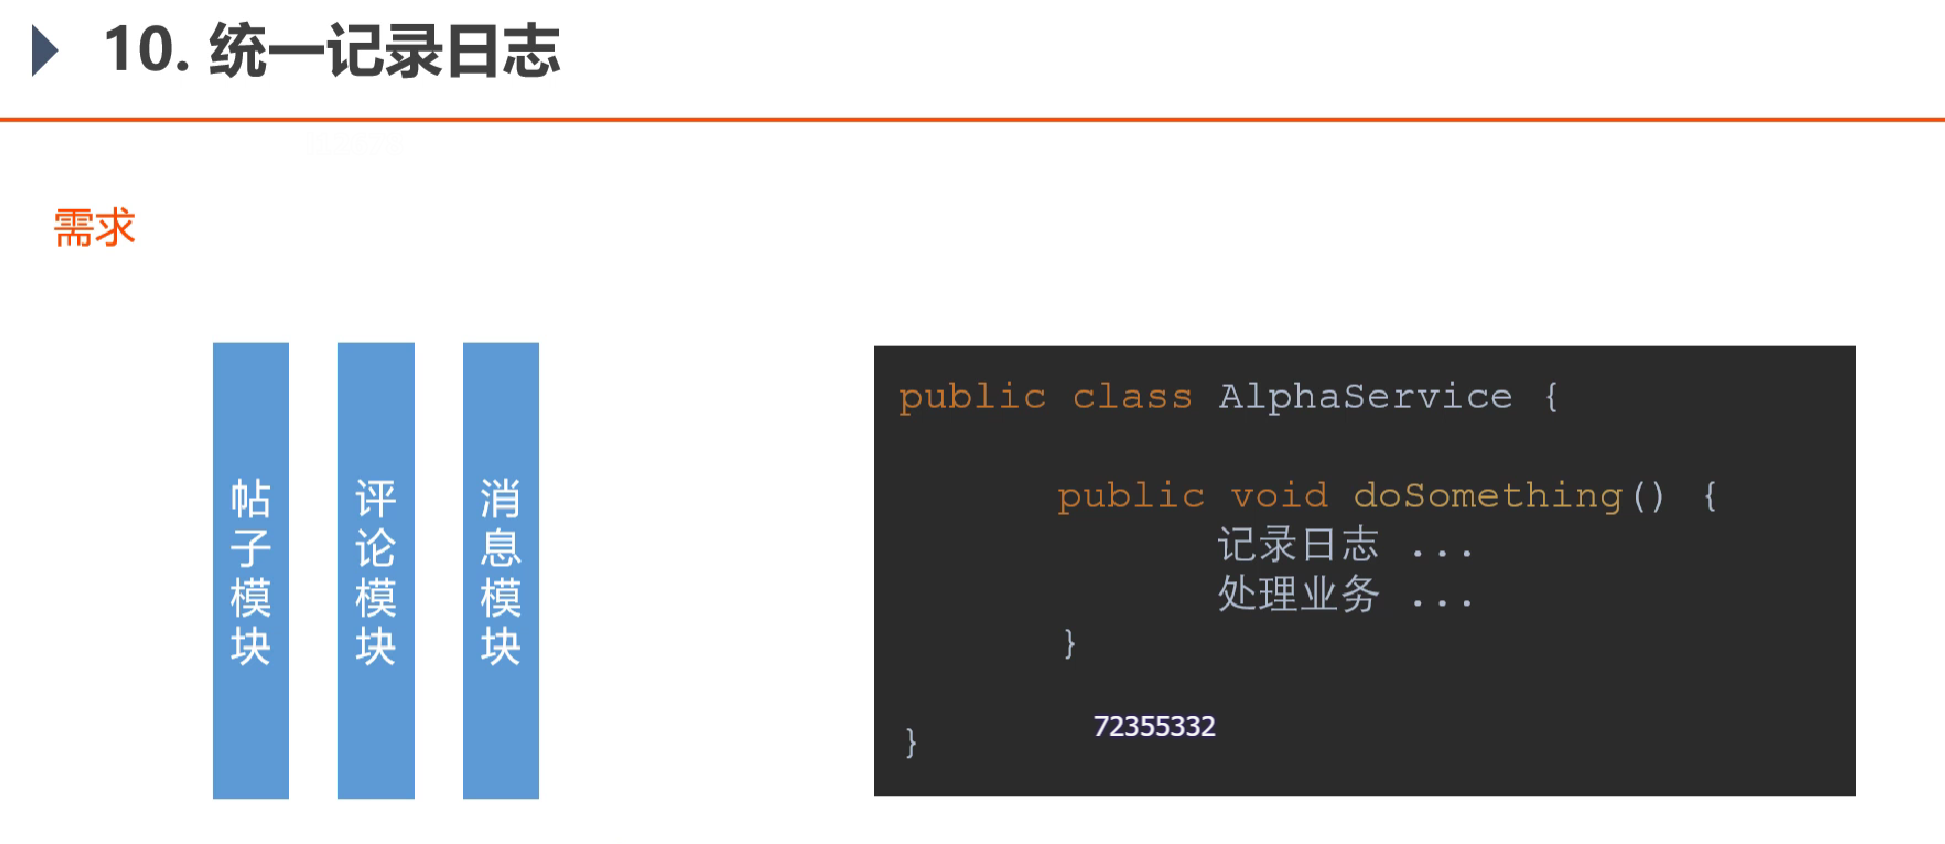 10. 统一记录日志
需求
帖子模块
评论模块
消息模块
public class AlphaService {
public void doSomething() {
记录日志 ...
处理业务 ...
}
72355332
}